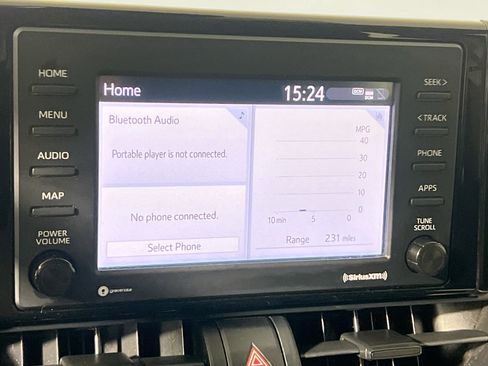 HOME
MENU
AUDIO
MAP
POWER
VOLUME
Home
15:24
DCM
DCM
Bluetooth Audio
Portable player is not connected.
No phone connected.
Select Phone
MPG
40
30
20
10
0
10 min 5 0
Range 231 miles
SEEK >
< TRACK
PHONE
APPS
TUNE
SCROLL
gracenote
((SiriusXM))